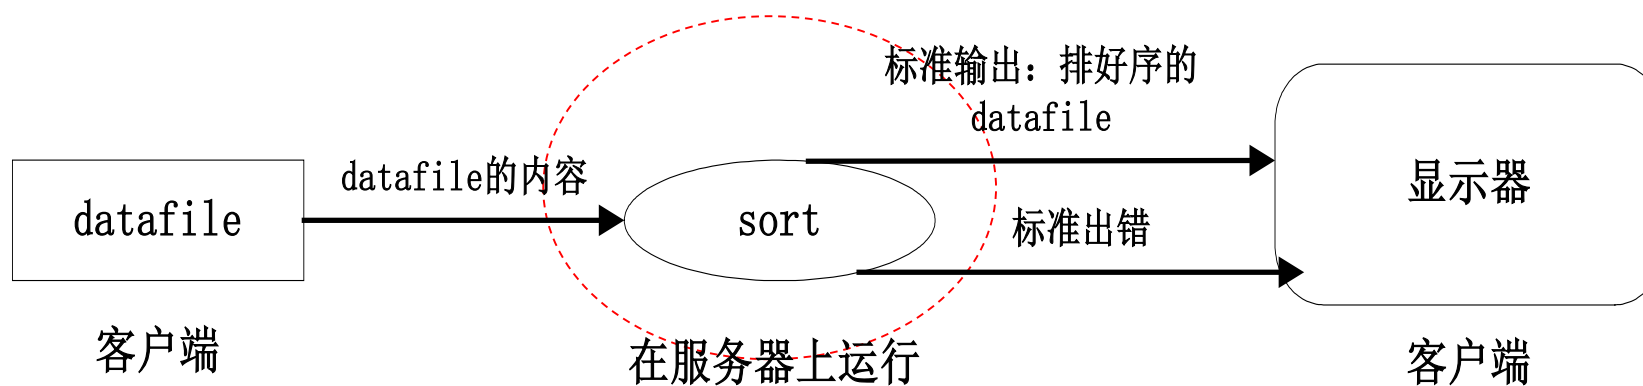 标准输出：排好序的
datafile
datafile的内容
datafile
sort
标准出错
显示器
客户端
在服务器上运行
客户端